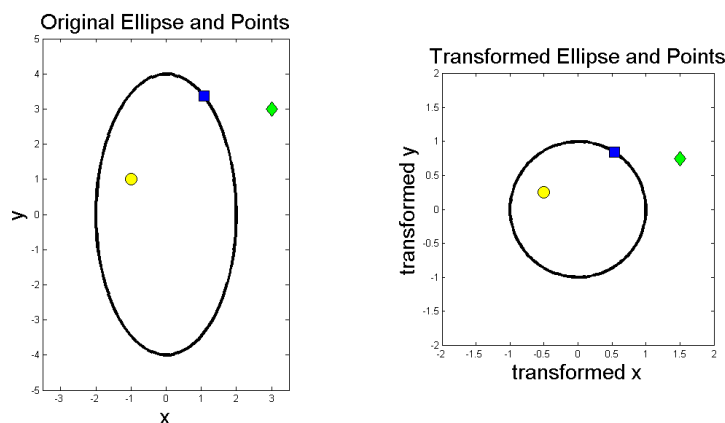 Original Ellipse and Points
5
4
3
2
1
0
-1
-2
-3
-4
-5
y
-3 -2 -1 0 1 2 3
x
Transformed Ellipse and Points
2
1.5
1
0.5
0
-0.5
-1
-1.5
-2
transformed y
-2 -1.5 -1 -0.5 0 0.5 1 1.5 2
transformed x